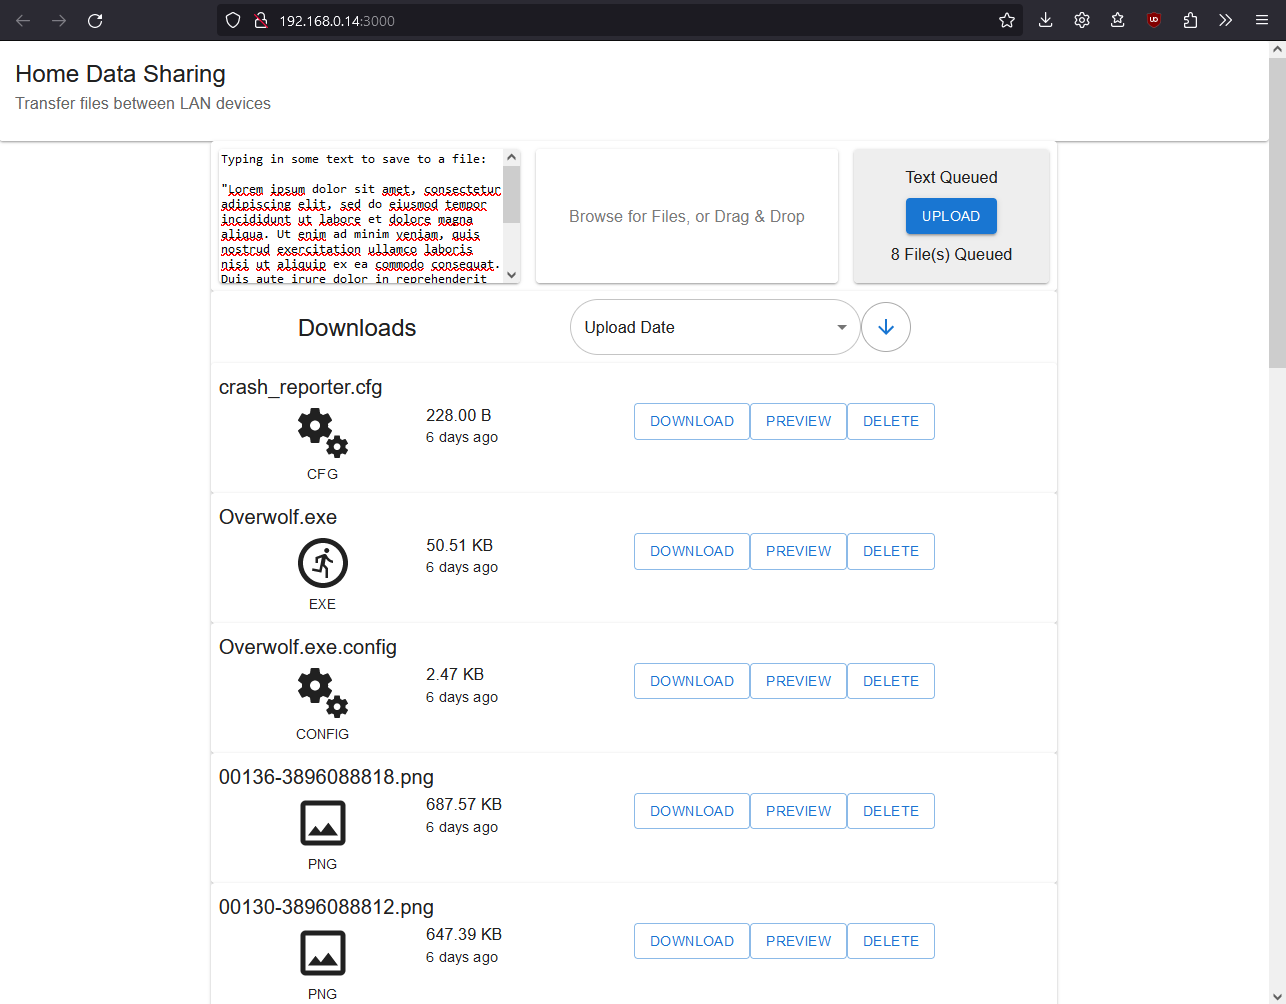 192.168.0.14:3000
UD
Home Data Sharing
Transfer files between LAN devices
Typing in some text to save to a file:
"Lorem ipsum dolor sit amet, consectetur
adipiscing elit, sed do eiusmod tempor
incididunt ut labore et dolore magna
aliqua. Ut enim ad minim veniam, quis
nostrud exercitation ullamco laboris
nisi ut aliquip ex ea commodo consequat.
Duis aute irure dolor in reprehenderit
Browse for Files, or Drag & Drop
Text Queued
UPLOAD
8 File(s) Queued
Downloads
Upload Date
crash_reporter.cfg
228.00 B
6 days ago
CFG
DOWNLOAD PREVIEW DELETE
Overwolf.exe
50.51 KB
6 days ago
EXE
DOWNLOAD PREVIEW DELETE
Overwolf.exe.config
2.47 KB
6 days ago
CONFIG
DOWNLOAD PREVIEW DELETE
00136-3896088818.png
687.57 KB
6 days ago
PNG
DOWNLOAD PREVIEW DELETE
00130-3896088812.png
647.39 KB
6 days ago
PNG
DOWNLOAD PREVIEW DELETE